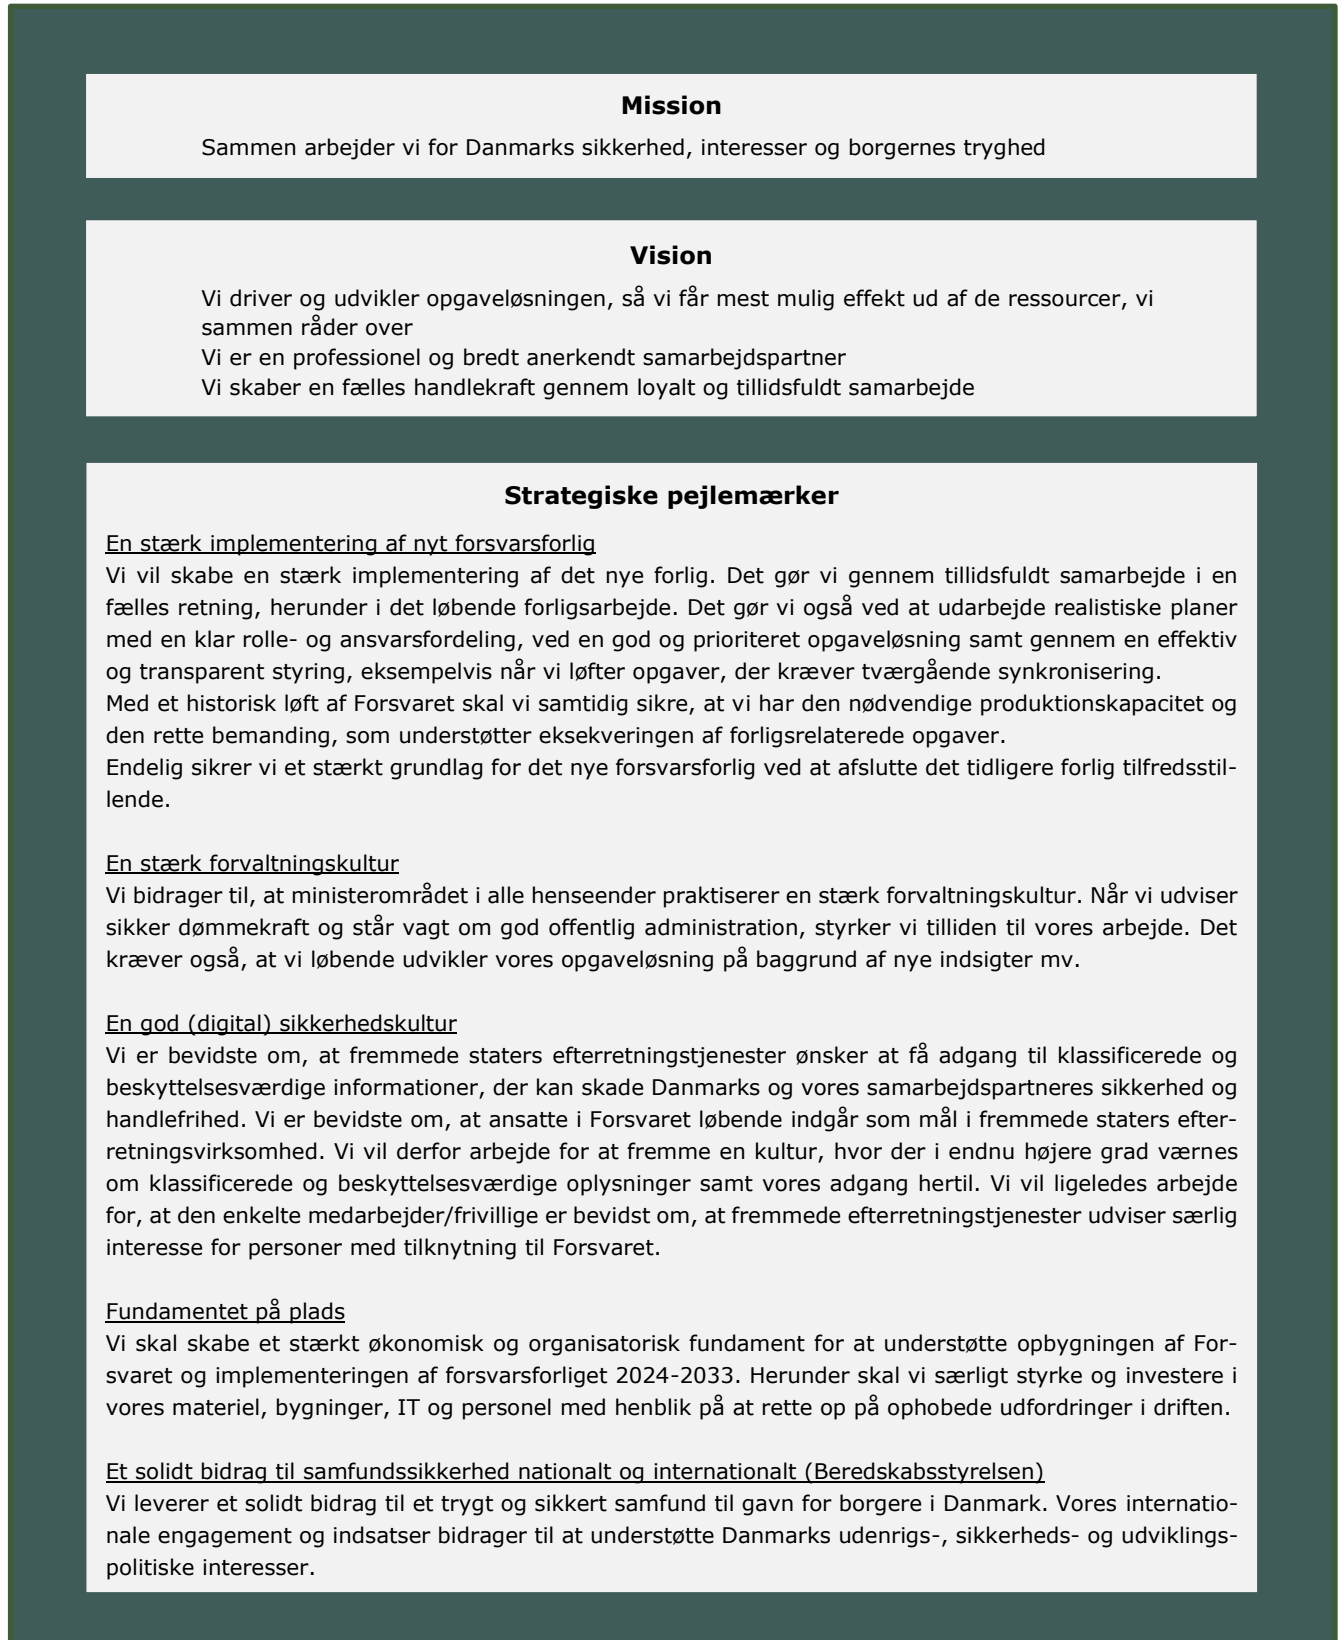 Mission
Sammen arbejder vi for Danmarks sikkerhed, interesser og borgernes tryghed
Vision
Vi driver og udvikler opgaveløsningen, så vi får mest mulig effekt ud af de ressourcer, vi
sammen råder over
Vi er en professionel og bredt anerkendt samarbejdspartner
Vi skaber en fælles handlekraft gennem loyalt og tillidsfuldt samarbejde
Strategiske pejlemærker
En stærk implementering af nyt forsvarsforlig
Vi vil skabe en stærk implementering af det nye forlig. Det gør vi gennem tillidsfuldt samarbejde i en
fælles retning, herunder i det løbende forligsarbejde. Det gør vi også ved at udarbejde realistiske planer
med en klar rolle- og ansvarsfordeling, ved en god og prioriteret opgaveløsning samt gennem en effektiv
og transparent styring, eksempelvis når vi løfter opgaver, der kræver tværgående synkronisering.
Med et historisk løft af Forsvaret skal vi samtidig sikre, at vi har den nødvendige produktionskapacitet og
den rette bemanding, som understøtter eksekveringen af forligsrelaterede opgaver.
Endelig sikrer vi et stærkt grundlag for det nye forsvarsforlig ved at afslutte det tidligere forlig tilfredsstil-
lende.
En stærk forvaltningskultur
Vi bidrager til, at ministerområdet i alle henseender praktiserer en stærk forvaltningskultur. Når vi udviser
sikker dømmekraft og står vagt om god offentlig administration, styrker vi tilliden til vores arbejde. Det
kræver også, at vi løbende udvikler vores opgaveløsning på baggrund af nye indsigter mv.
En god (digital) sikkerhedskultur
Vi er bevidste om, at fremmede staters efterretningstjenester ønsker at få adgang til klassificerede og
beskyttelsesværdige informationer, der kan skade Danmarks og vores samarbejdspartneres sikkerhed og
handlefrihed. Vi er bevidste om, at ansatte i Forsvaret løbende indgår som mål i fremmede staters efter-
retningsvirksomhed. Vi vil derfor arbejde for at fremme en kultur, hvor der i endnu højere grad værnes
om klassificerede og beskyttelsesværdige oplysninger samt vores adgang hertil. Vi vil ligeledes arbejde
for, at den enkelte medarbejder/frivillige er bevidst om, at fremmede efterretningstjenester udviser særlig
interesse for personer med tilknytning til Forsvaret.
Fundamentet på plads
Vi skal skabe et stærkt økonomisk og organisatorisk fundament for at understøtte opbygningen af For-
svaret og implementeringen af forsvarsforliget 2024-2033. Herunder skal vi særligt styrke og investere i
vores materiel, bygninger, IT og personel med henblik på at rette op på ophobede udfordringer i driften.
Et solidt bidrag til samfundssikkerhed nationalt og internationalt (Beredskabsstyrelsen)
Vi leverer et solidt bidrag til et trygt og sikkert samfund til gavn for borgere i Danmark. Vores internatio-
nale engagement og indsatser bidrager til at understøtte Danmarks udenrigs-, sikkerheds- og udviklings-
politiske interesser.